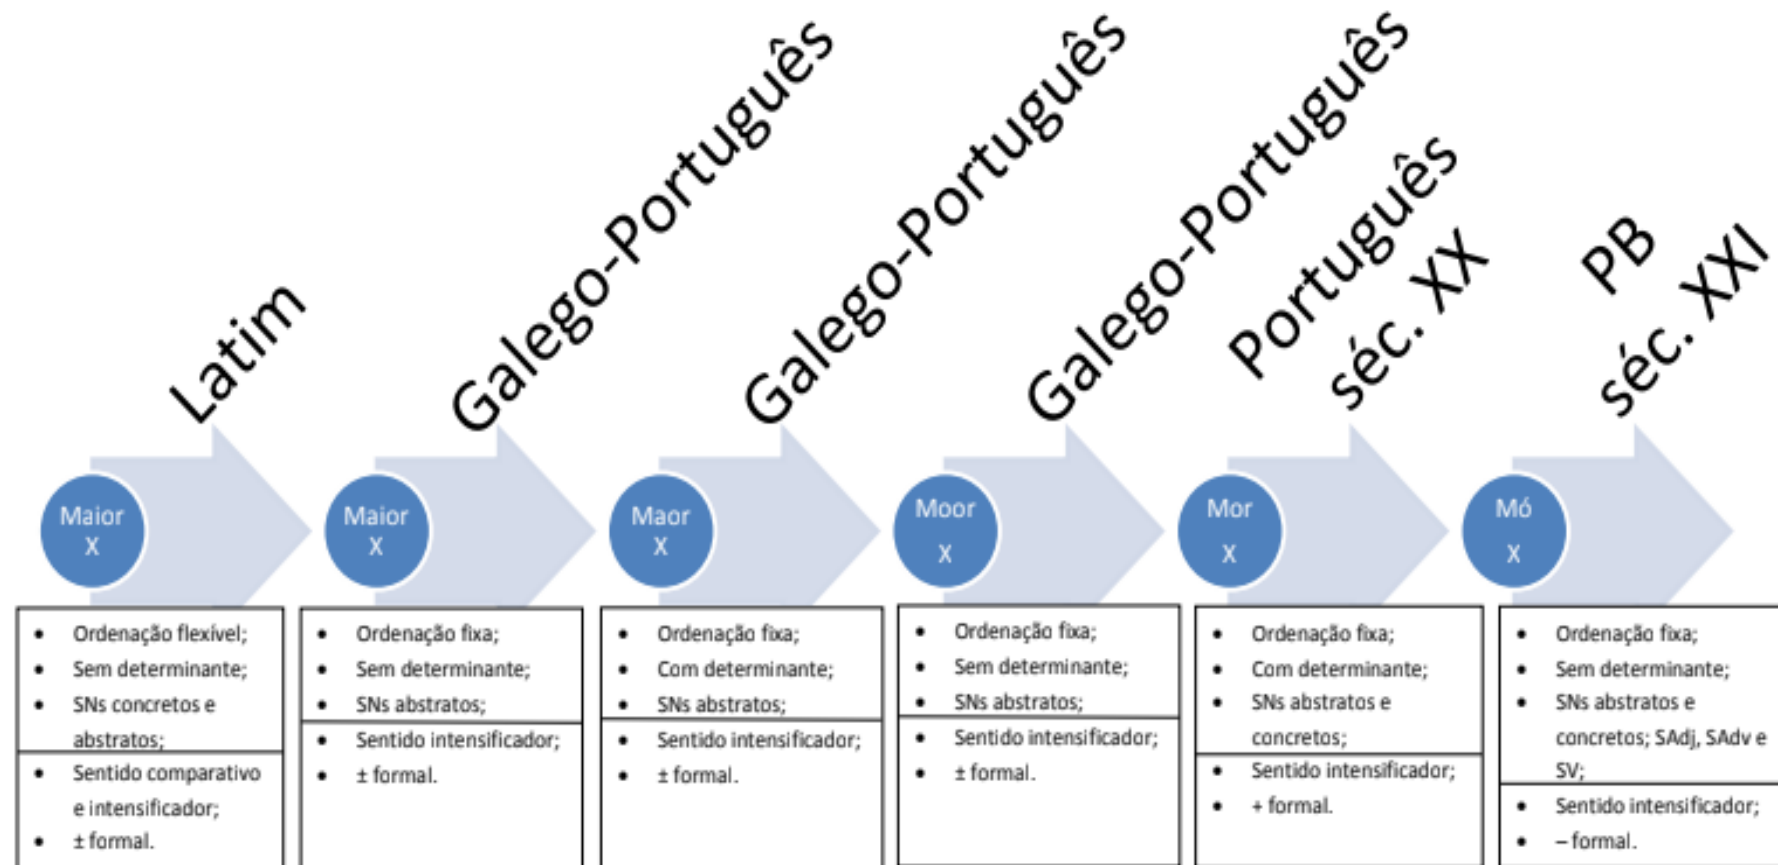 Latim
Galego-Português
Galego-Português
Galego-Português
Português
séc. XX
PB
séc. XXI
Maior
X
Maior
X
Maor
X
Moor
X
Mor
X
Mó
X
• Ordenação flexível;
• Sem determinante;
• SNs concretos e
abstratos;
• Sentido comparativo
e intensificador;
• ± formal.
• Ordenação fixa;
• Sem determinante;
• SNs abstratos;
• Sentido intensificador;
• ± formal.
• Ordenação fixa;
• Com determinante;
• SNs abstratos;
• Sentido intensificador;
• ± formal.
• Ordenação fixa;
• Sem determinante;
• SNs abstratos;
• Sentido intensificador;
• ± formal.
• Ordenação fixa;
• Com determinante;
• SNs abstratos e
concretos;
• Sentido intensificador;
• + formal.
• Ordenação fixa;
• Sem determinante;
• SNs abstratos e
concretos; SAdj, SAdv e
SV;
• Sentido intensificador;
• – formal.